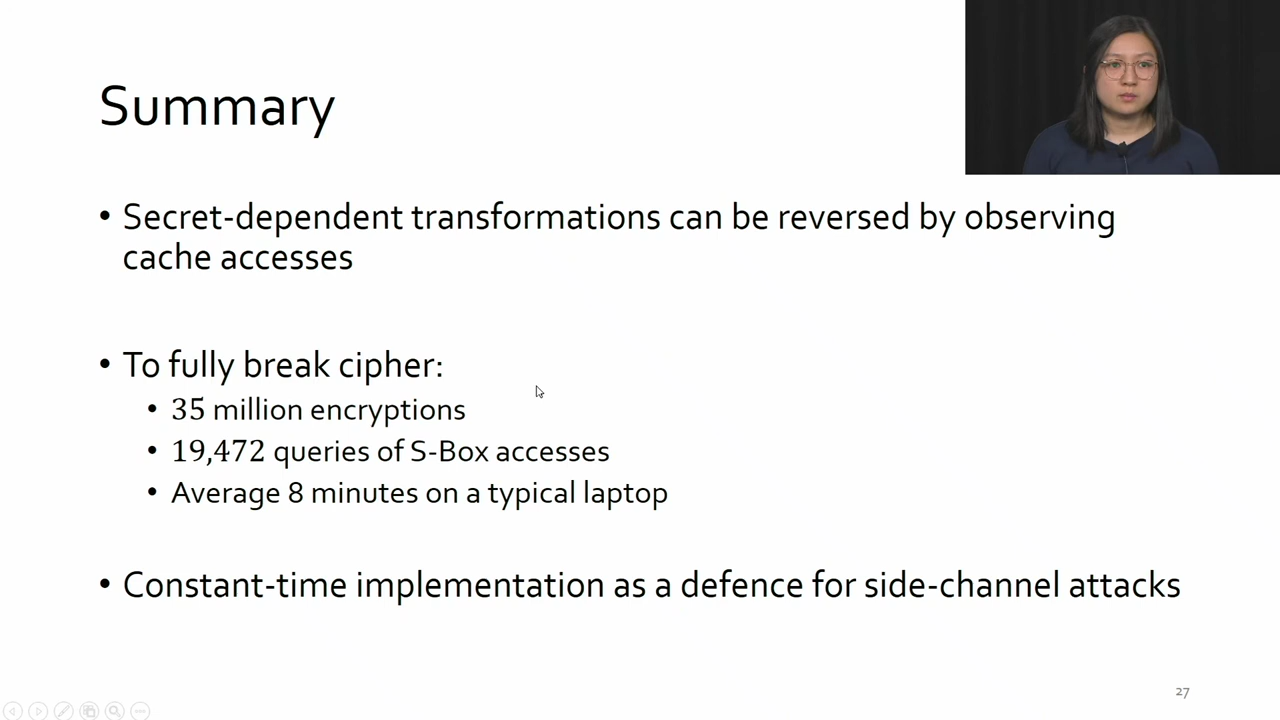 Summary
• Secret-dependent transformations can be reversed by observing
cache accesses
• To fully break cipher:
• 35 million encryptions
• 19,472 queries of S-Box accesses
• Average 8 minutes on a typical laptop
• Constant-time implementation as a defence for side-channel attacks
27